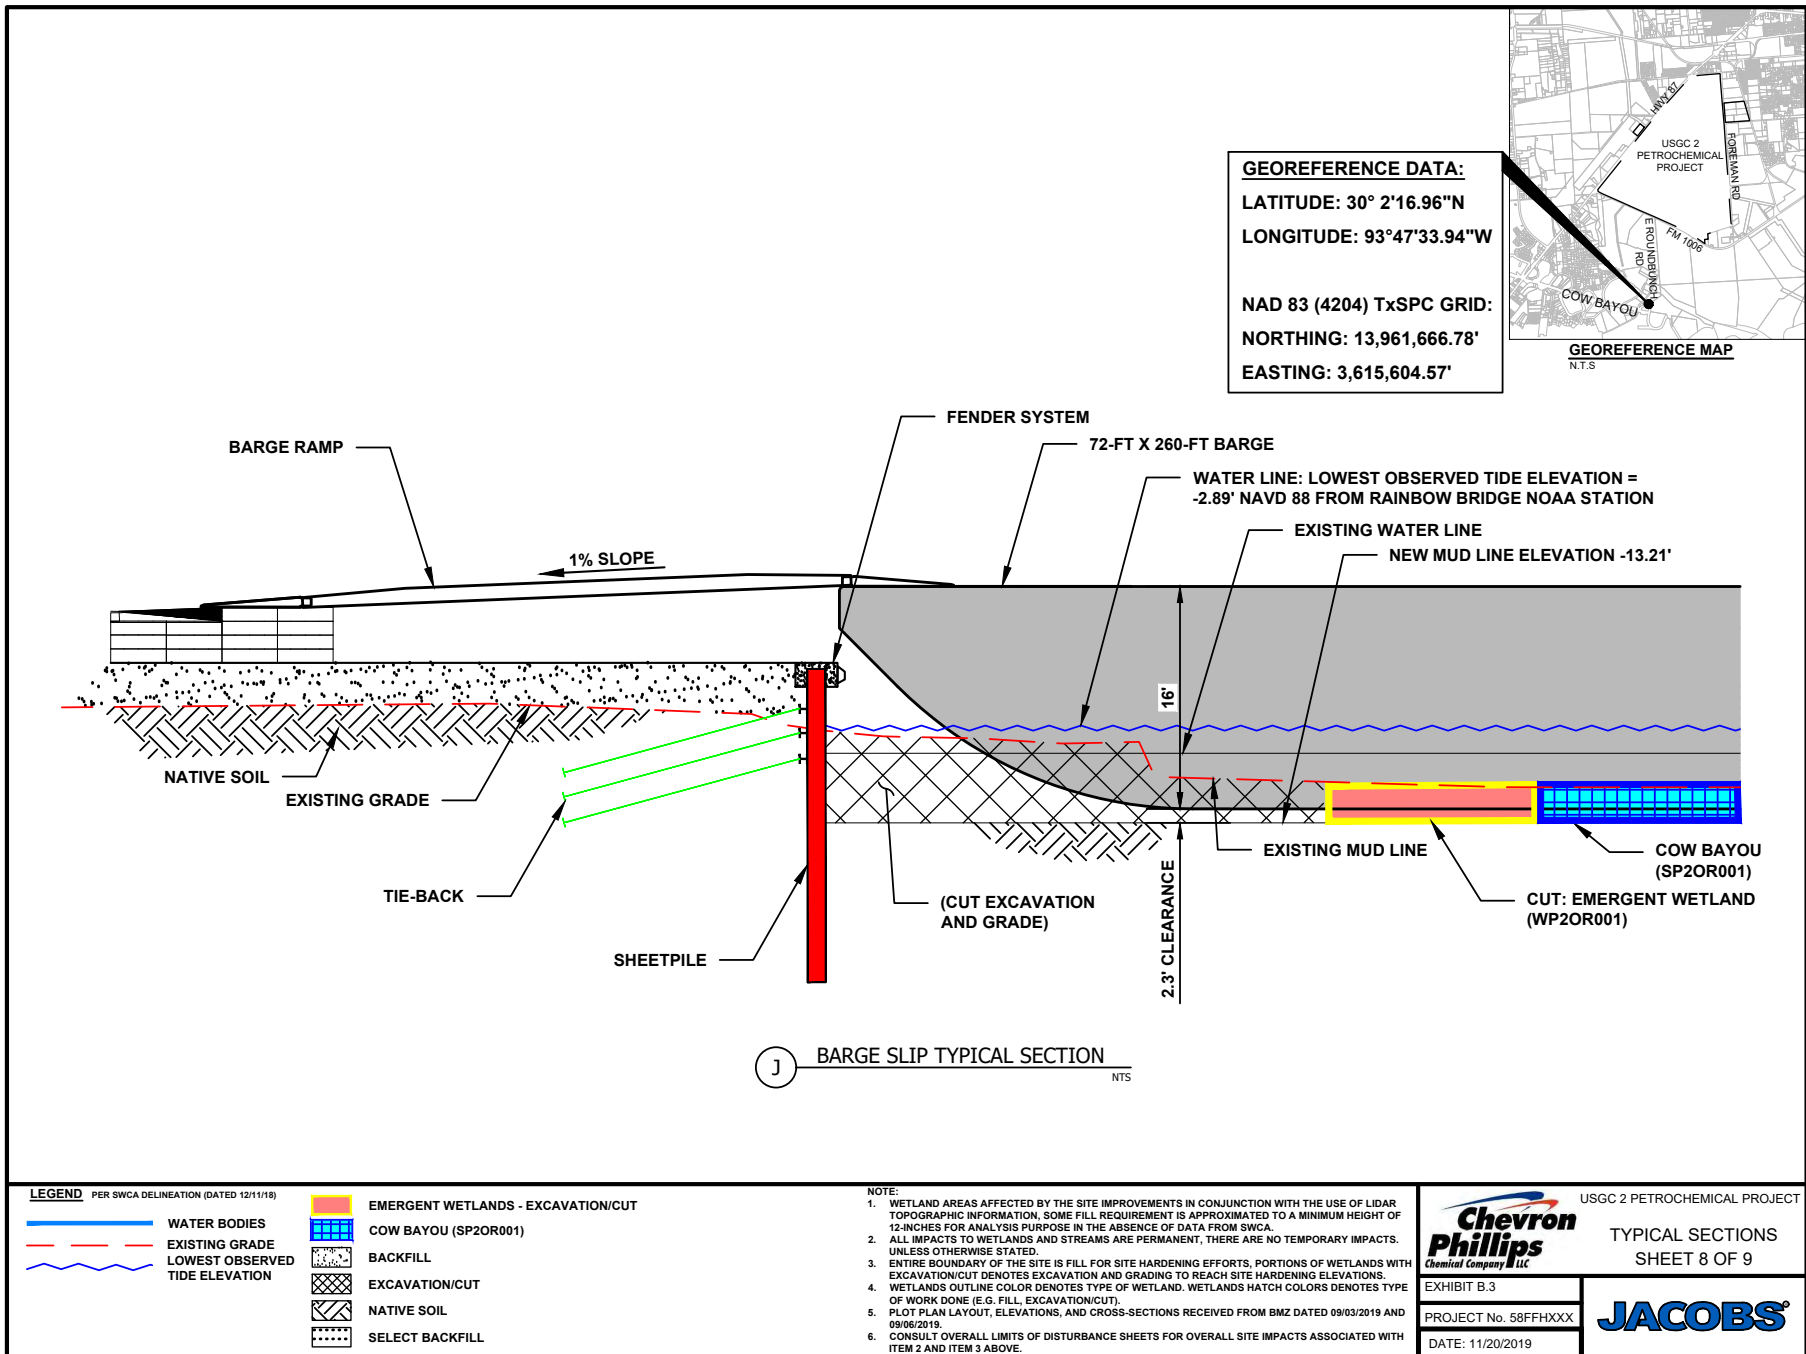 HWY 87
USGC 2
PETROCHEMICAL
PROJECT
FOREMAN RD
FM 1006
E ROUNDBUNCH
RD
COW BAYOU
GEOREFERENCE MAP
N.T.S
GEOREFERENCE DATA:
LATITUDE: 30° 2'16.96"N
LONGITUDE: 93°47'33.94"W
NAD 83 (4204) TxSPC GRID:
NORTHING: 13,961,666.78'
EASTING: 3,615,604.57'
FENDER SYSTEM
BARGE RAMP
72-FT X 260-FT BARGE
WATER LINE: LOWEST OBSERVED TIDE ELEVATION =
-2.89' NAVD 88 FROM RAINBOW BRIDGE NOAA STATION
EXISTING WATER LINE
1% SLOPE
NEW MUD LINE ELEVATION -13.21'
16'
NATIVE SOIL
EXISTING GRADE
EXISTING MUD LINE
COW BAYOU
(SP2OR001)
TIE-BACK
(CUT EXCAVATION
AND GRADE)
CUT: EMERGENT WETLAND
(WP2OR001)
SHEETPILE
2.3' CLEARANCE
J
BARGE SLIP TYPICAL SECTION
NTS
LEGEND PER SWCA DELINEATION (DATED 12/11/18)
WATER BODIES
EXISTING GRADE
LOWEST OBSERVED
TIDE ELEVATION
EMERGENT WETLANDS - EXCAVATION/CUT
COW BAYOU (SP2OR001)
BACKFILL
EXCAVATION/CUT
NATIVE SOIL
SELECT BACKFILL
NOTE:
1. WETLAND AREAS AFFECTED BY THE SITE IMPROVEMENTS IN CONJUNCTION WITH THE USE OF LIDAR
TOPOGRAPHIC INFORMATION, SOME FILL REQUIREMENT IS APPROXIMATED TO A MINIMUM HEIGHT OF
12-INCHES FOR ANALYSIS PURPOSE IN THE ABSENCE OF DATA FROM SWCA.
2. ALL IMPACTS TO WETLANDS AND STREAMS ARE PERMANENT, THERE ARE NO TEMPORARY IMPACTS.
UNLESS OTHERWISE STATED.
3. ENTIRE BOUNDARY OF THE SITE IS FILL FOR SITE HARDENING EFFORTS, PORTIONS OF WETLANDS WITH
EXCAVATION/CUT DENOTES EXCAVATION AND GRADING TO REACH SITE HARDENING ELEVATIONS.
4. WETLANDS OUTLINE COLOR DENOTES TYPE OF WETLAND. WETLANDS HATCH COLORS DENOTES TYPE
OF WORK DONE (E.G. FILL, EXCAVATION/CUT).
5. PLOT PLAN LAYOUT, ELEVATIONS, AND CROSS-SECTIONS RECEIVED FROM BMZ DATED 09/03/2019 AND
09/06/2019.
6. CONSULT OVERALL LIMITS OF DISTURBANCE SHEETS FOR OVERALL SITE IMPACTS ASSOCIATED WITH
ITEM 2 AND ITEM 3 ABOVE.
Chevron
Phillips
Chemical Company LLC
USGC 2 PETROCHEMICAL PROJECT
TYPICAL SECTIONS
SHEET 8 OF 9
EXHIBIT B.3
PROJECT No. 58FFHXXX
DATE: 11/20/2019
JACOBS